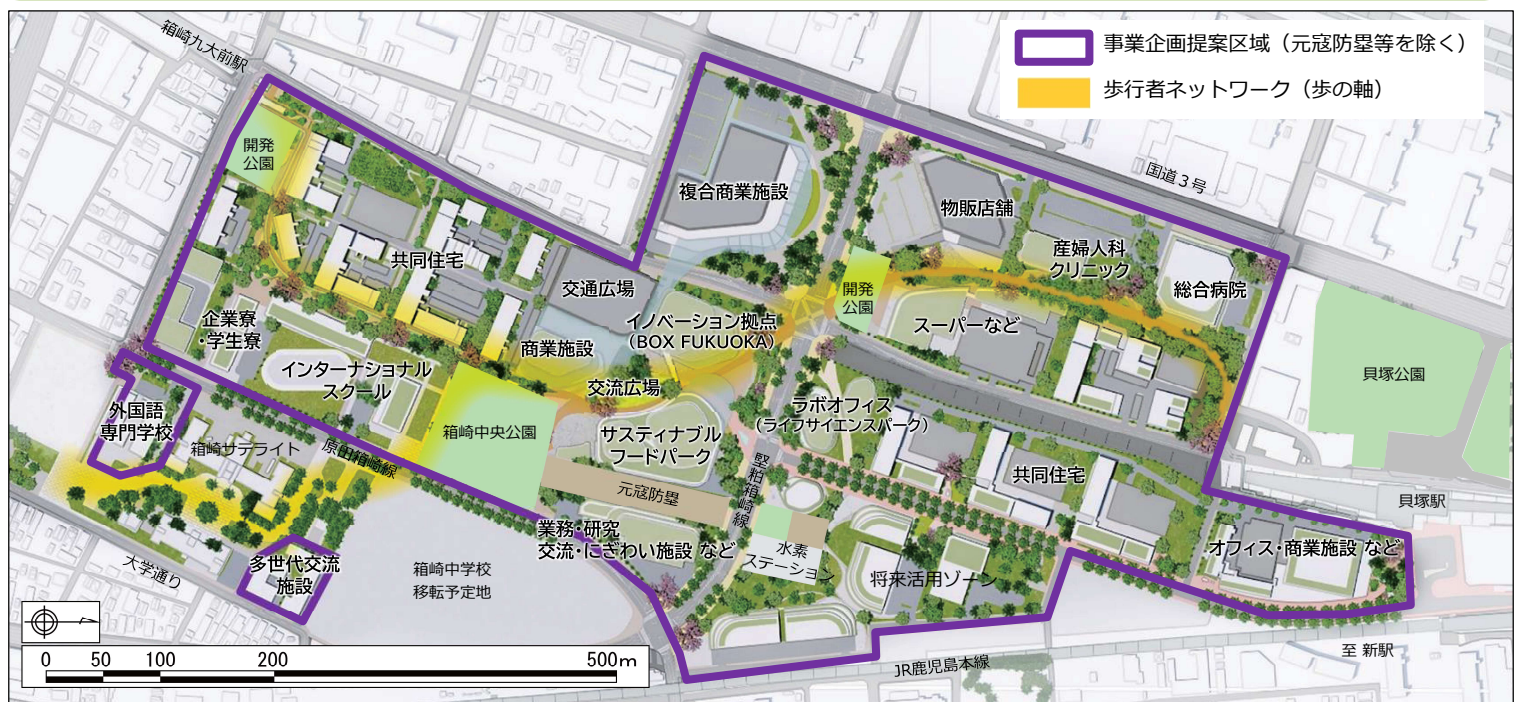 事業企画提案区域（元寇防塁等を除く）
歩行者ネットワーク（歩の軸）
箱崎九大前駅
国道３号
開発
公園
複合商業施設
物販店舗
産婦人科
クリニック
総合病院
共同住宅
交通広場
開発
公園
イノベーション拠点
（BOX FUKUOKA）
スーパーなど
企業寮
・学生寮
商業施設
インターナショナル
スクール
交流広場
貝塚公園
外国語
専門学校
箱崎サテライト
原田箱崎線
箱崎中央公園
サスティナブル
フードパーク
ラボオフィス
（ライフサイエンスパーク）
堅粕箱崎線
共同住宅
元寇防塁
貝塚駅
業務・研究
交流・にぎわい施設 など
水素
ステーション
オフィス・商業施設 など
大学通り
多世代交流
施設
箱崎中学校
移転予定地
将来活用ゾーン
至 新駅
JR鹿児島本線
0 50 100 200 500m